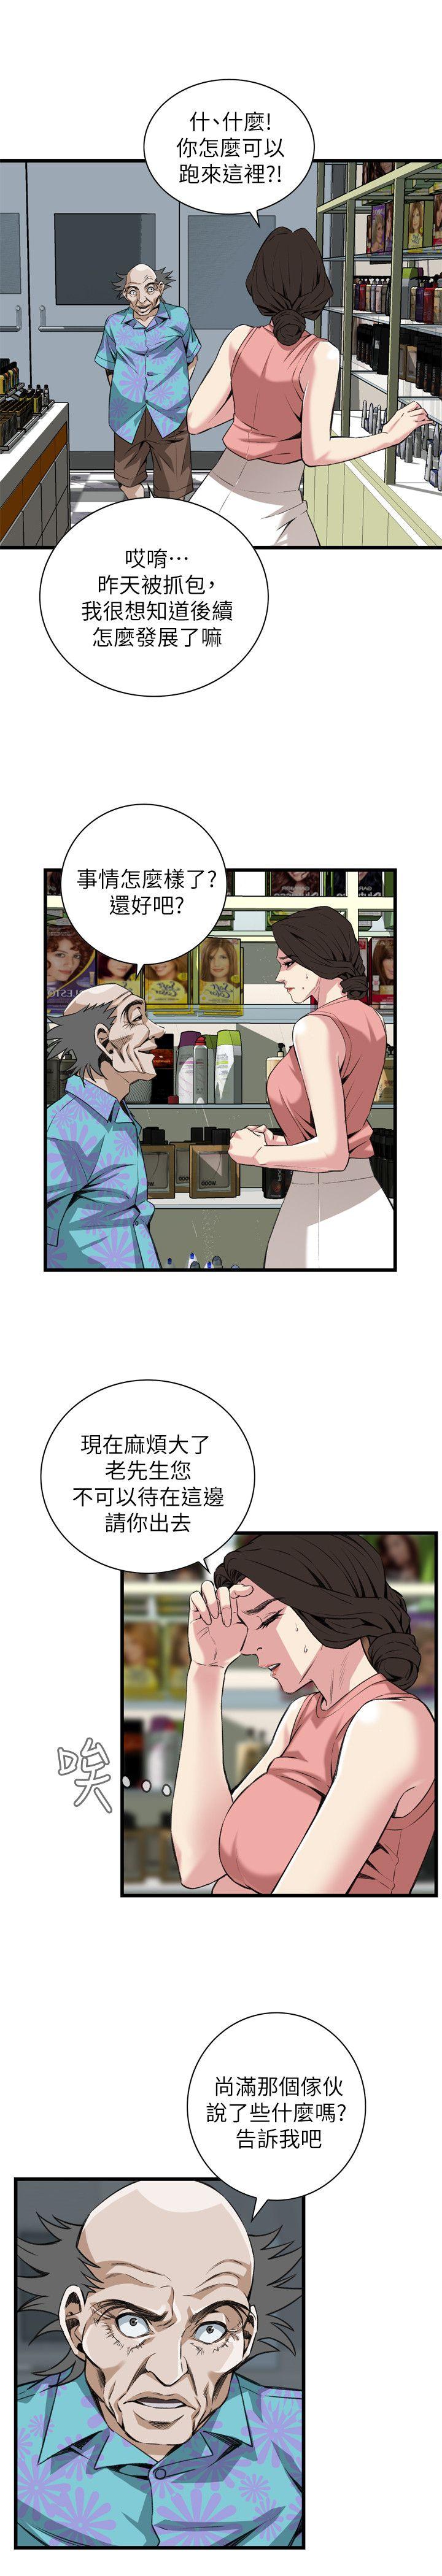 什、什麼!
你怎麼可以
跑來這裡?!
哎唷…
昨天被抓包,
我很想知道後續
怎麼發展了嘛
事情怎麼樣了?
還好吧?
現在麻煩大了
老先生您
不可以待在這邊
請你出去
唉…
尚滿那個傢伙
說了些什麼嗎?
告訴我吧